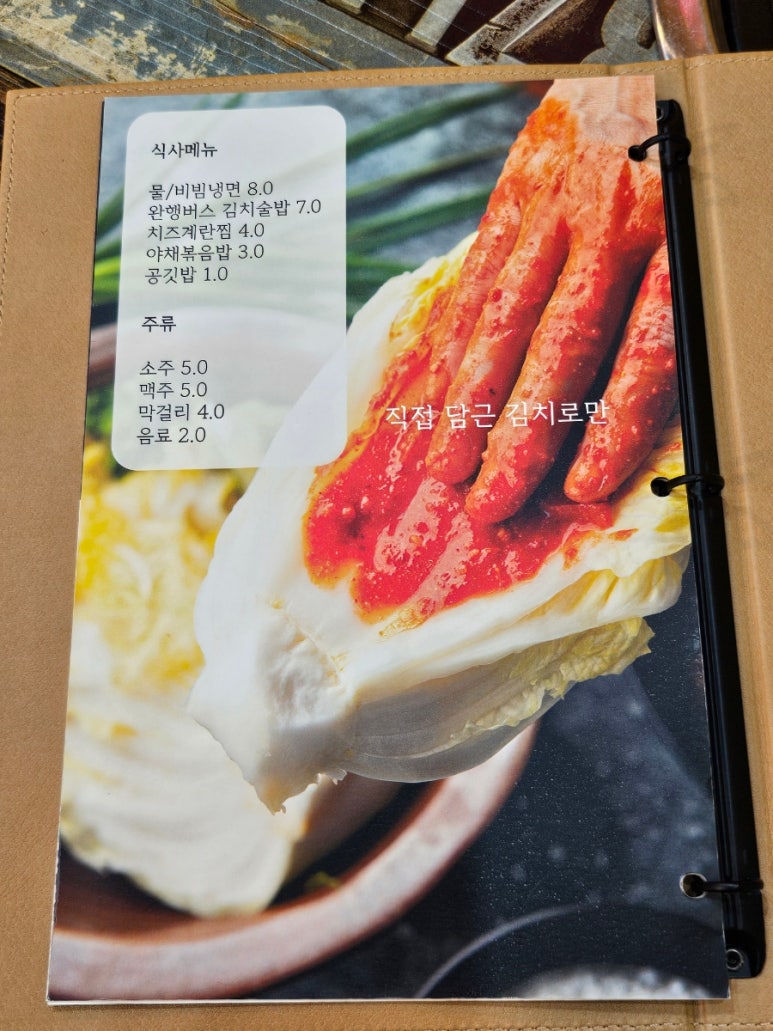 식사메뉴
물/비빔냉면 8.0
완행버스 김치술밥 7.0
치즈계란찜 4.0
야채볶음밥 3.0
공깃밥 1.0
주류
소주 5.0
맥주 5.0
막걸리 4.0
음료 2.0
직접 담근 김치로만